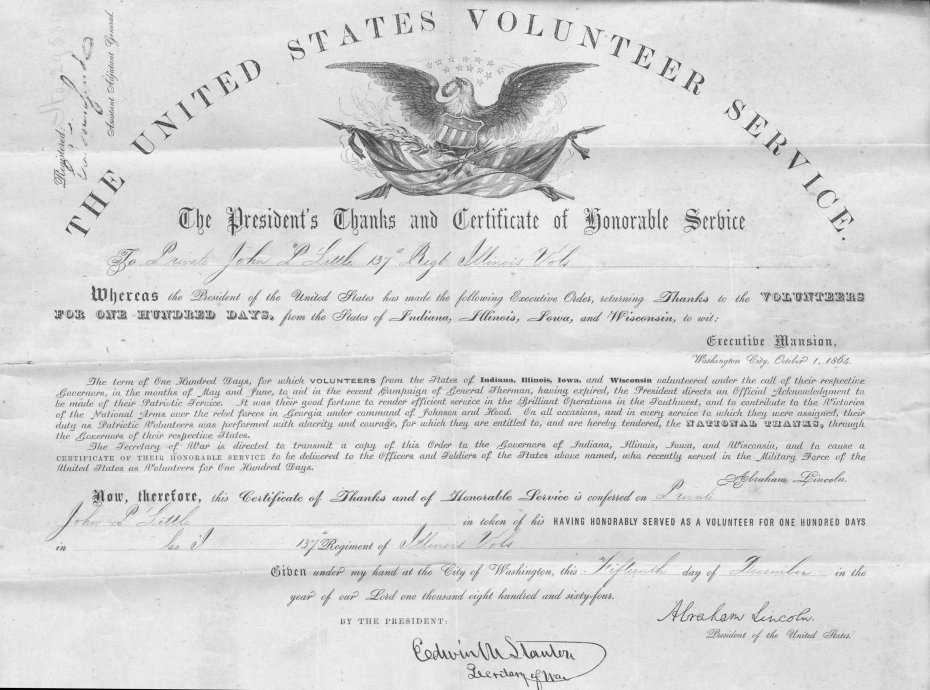 THE UNITED STATES VOLUNTEER SERVICE.
Registered:
Assistant Adjutant General.
The President's Thanks and Certificate of Honorable Service
To Private John P Little 137th Regt Illinois Vols
Whereas the President of the United States has made the following Executive Order, returning Thanks to the VOLUNTEERS
FOR ONE HUNDRED DAYS, from the States of Indiana, Illinois, Iowa, and Wisconsin, to wit:
Executive Mansion,
Washington City, October 1, 1864.
The term of One Hundred Days, for which VOLUNTEERS from the States of Indiana, Illinois, Iowa, and Wisconsin volunteered under the call of their respective
Governors, in the months of May and June, to aid in the recent Campaign of General Sherman, having expired, the President directs an Official Acknowledgment to
be made of their Patriotic Service. It was their good fortune to render efficient service in the Brilliant Operations in the Southwest, and to contribute to the Victories
of the National Arms over the rebel forces in Georgia under command of Johnson and Hood. On all occasions, and in every service to which they were assigned, their
duty as Patriotic Volunteers was performed with alacrity and courage, for which they are entitled to, and are hereby tendered, the NATIONAL THANKS, through
the Governors of their respective States.
The Secretary of War is directed to transmit a copy of this Order to the Governors of Indiana, Illinois, Iowa, and Wisconsin, and to cause a
CERTIFICATE OF THEIR HONORABLE SERVICE to be delivered to the Officers and Soldiers of the States above named, who recently served in the Military Force of the
United States as Volunteers for One Hundred Days.
Abraham Lincoln.
Now, therefore, this Certificate of Thanks and of Honorable Service is conferred on Private
John P Little in token of his HAVING HONORABLY SERVED AS A VOLUNTEER FOR ONE HUNDRED DAYS
in Co I 137th Regiment of Illinois Vols
Given under my hand at the City of Washington, this Fifteenth day of December in the
year of our Lord one thousand eight hundred and sixty-four.
Abraham Lincoln.
President of the United States.
BY THE PRESIDENT:
Edwin M Stanton
Secretary of War